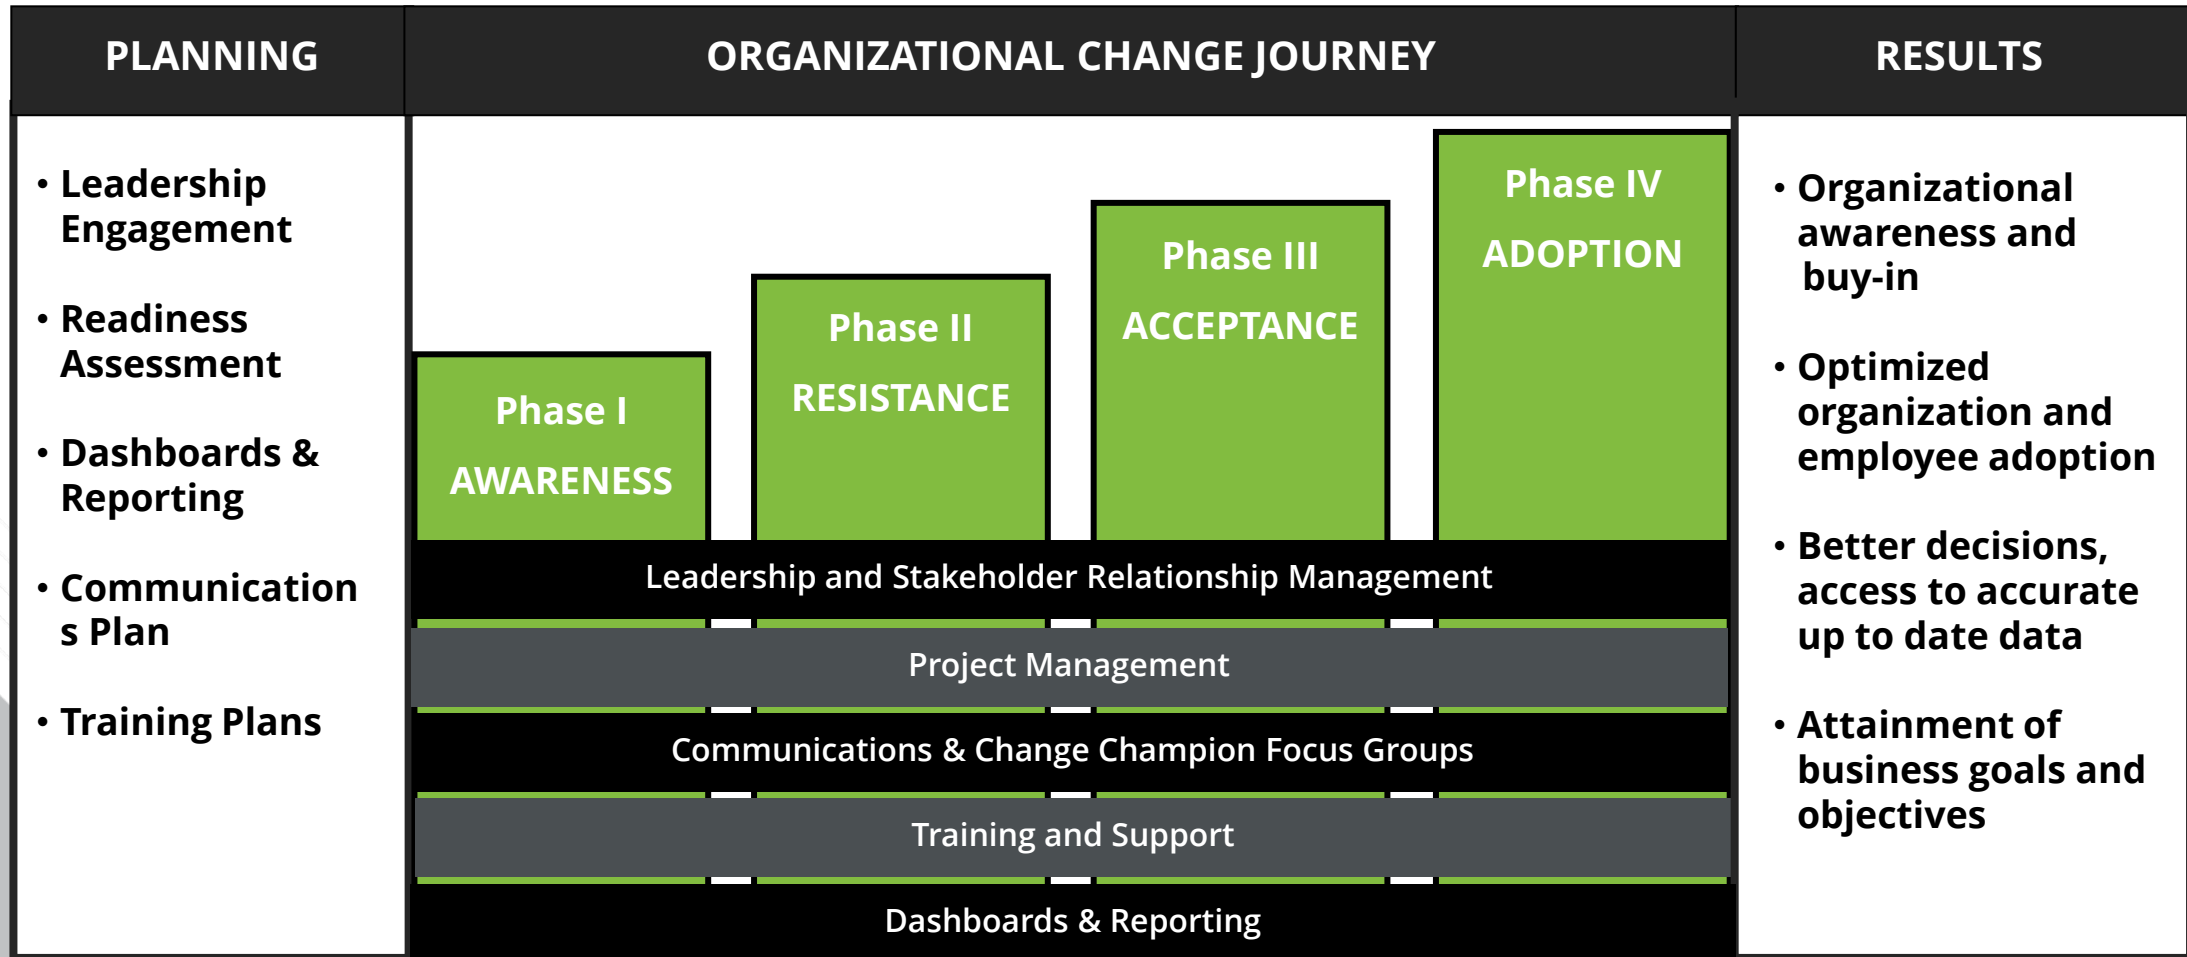 PLANNING
ORGANIZATIONAL CHANGE JOURNEY
RESULTS
• Leadership
Engagement
• Readiness
Assessment
• Dashboards &
Reporting
• Communication
s Plan
• Training Plans
Phase I
AWARENESS
Phase II
RESISTANCE
Phase III
ACCEPTANCE
Phase IV
ADOPTION
Leadership and Stakeholder Relationship Management
Project Management
Communications & Change Champion Focus Groups
Training and Support
Dashboards & Reporting
• Organizational
awareness and
buy-in
• Optimized
organization and
employee adoption
• Better decisions,
access to accurate
up to date data
• Attainment of
business goals and
objectives